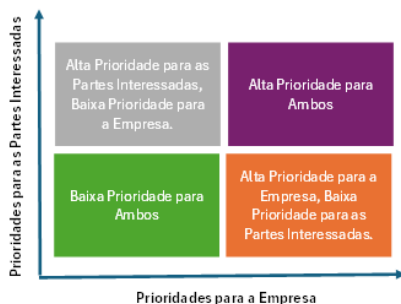 Prioridades para as Partes Interessadas
Alta Prioridade para as
Partes Interessadas,
Baixa Prioridade para
a Empresa.
Alta Prioridade para
Ambos
Baixa Prioridade para
Ambos
Alta Prioridade para a
Empresa, Baixa
Prioridade para as
Partes Interessadas.
Prioridades para a Empresa